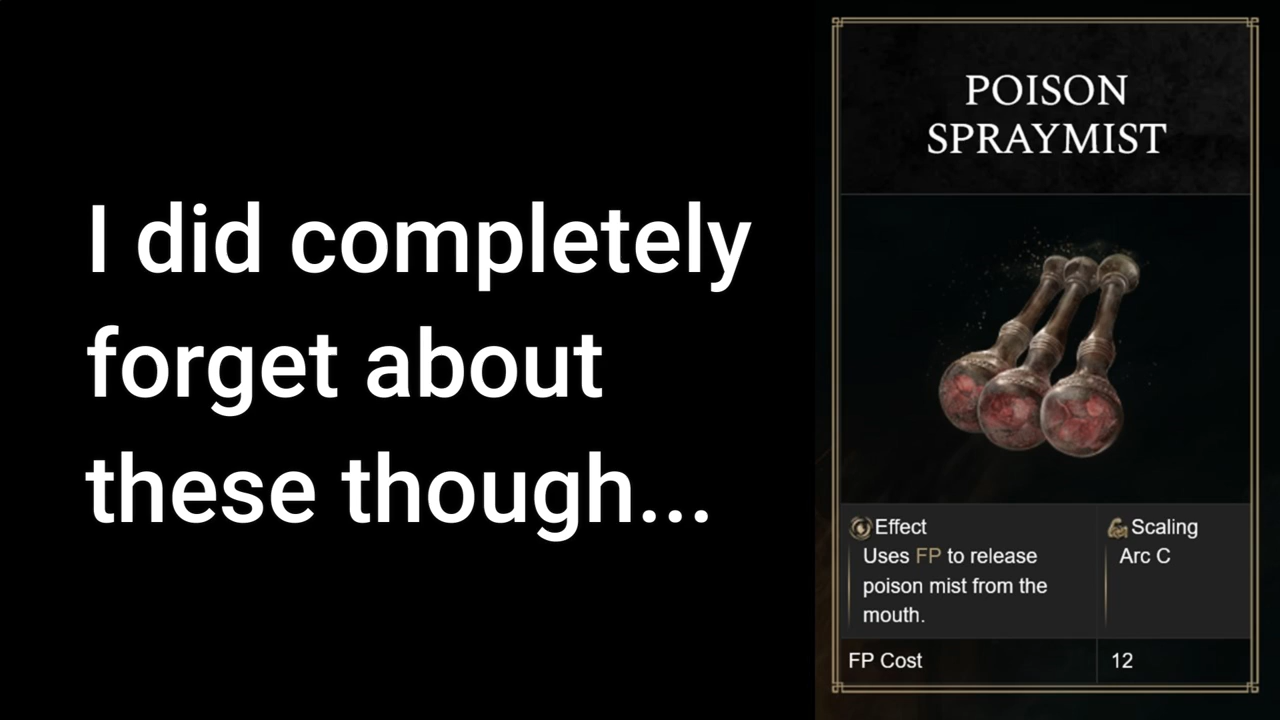 I did completely
forget about
these though...
POISON
SPRAYMIST
Effect
Uses FP to release
poison mist from the
mouth.
Scaling
Arc C
FP Cost
12